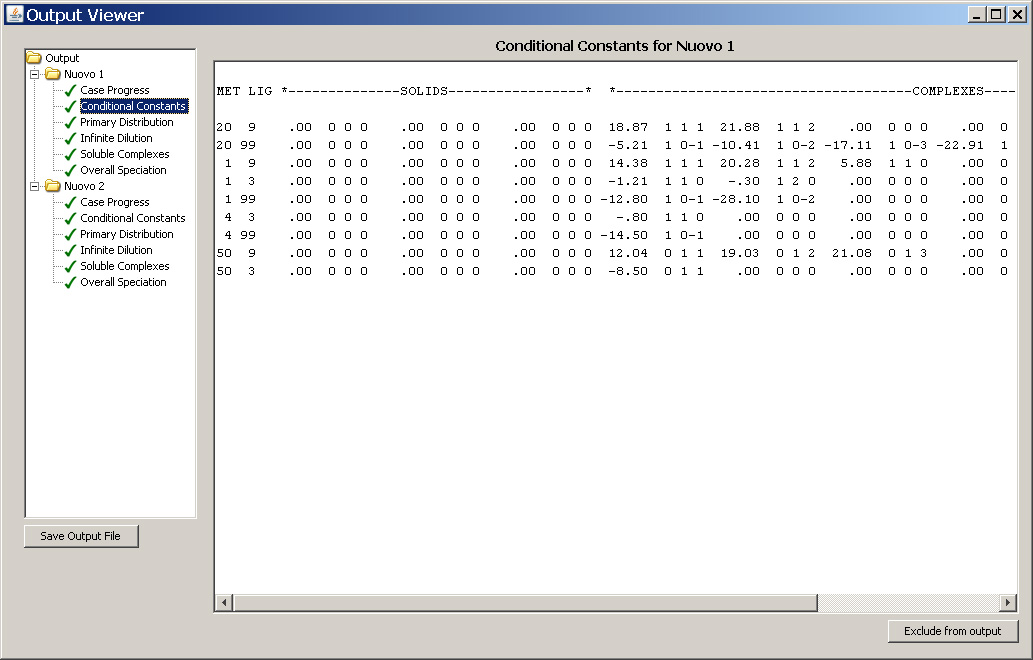 Output Viewer
Output
Nuovo 1
Case Progress
Conditional Constants
Primary Distribution
Infinite Dilution
Soluble Complexes
Overall Speciation
Nuovo 2
Case Progress
Conditional Constants
Primary Distribution
Infinite Dilution
Soluble Complexes
Overall Speciation
Save Output File
Conditional Constants for Nuovo 1
MET LIG *--------------SOLIDS-----------------* *-------------------------------------COMPLEXES----
20 9 .00 0 0 0 .00 0 0 0 .00 0 0 0 18.87 1 1 1 21.88 1 1 2 .00 0 0 0 .00 0
20 99 .00 0 0 0 .00 0 0 0 .00 0 0 0 -5.21 1 0-1 -10.41 1 0-2 -17.11 1 0-3 -22.91 1
1 9 .00 0 0 0 .00 0 0 0 .00 0 0 0 14.38 1 1 1 20.28 1 1 2 5.88 1 1 0 .00 0
1 3 .00 0 0 0 .00 0 0 0 .00 0 0 0 -1.21 1 1 0 -.30 1 2 0 .00 0 0 0 .00 0
1 99 .00 0 0 0 .00 0 0 0 .00 0 0 0 -12.80 1 0-1 -28.10 1 0-2 .00 0 0 0 .00 0
4 3 .00 0 0 0 .00 0 0 0 .00 0 0 0 -.80 1 1 0 .00 0 0 0 .00 0 0 0 .00 0
4 99 .00 0 0 0 .00 0 0 0 .00 0 0 0 -14.50 1 0-1 .00 0 0 0 .00 0 0 0 .00 0
50 9 .00 0 0 0 .00 0 0 0 .00 0 0 0 12.04 0 1 1 19.03 0 1 2 21.08 0 1 3 .00 0
50 3 .00 0 0 0 .00 0 0 0 .00 0 0 0 -8.50 0 1 1 .00 0 0 0 .00 0 0 0 .00 0
Exclude from output